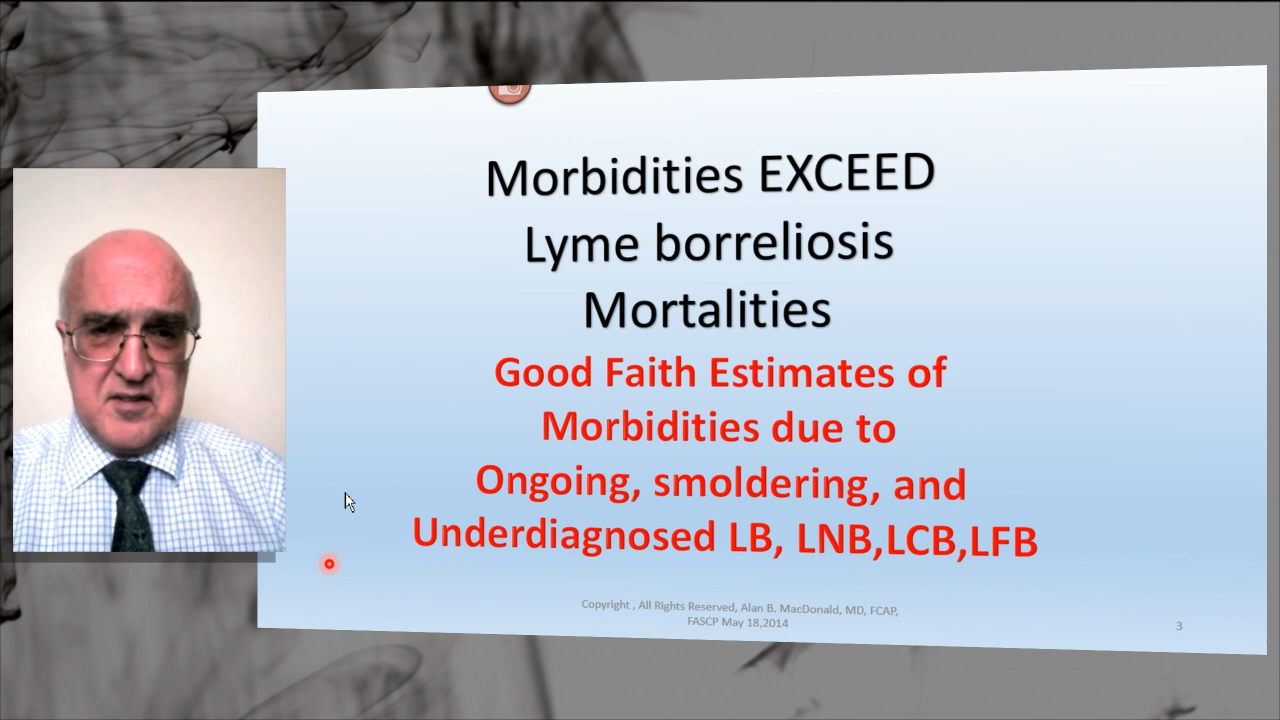 Morbidities EXCEED
Lyme borreliosis
Mortalities
Good Faith Estimates of
Morbidities due to
Ongoing, smoldering, and
Underdiagnosed LB, LNB,LCB,LFB
Copyright , All Rights Reserved, Alan B. MacDonald, MD, FCAP,
FASCP May 18,2014
3